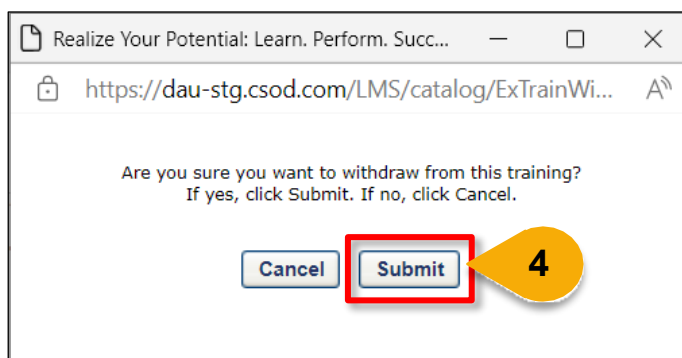 Realize Your Potential: Learn. Perform. Succ...
https://dau-stg.csod.com/LMS/catalog/ExTrainWi...
Are you sure you want to withdraw from this training?
If yes, click Submit. If no, click Cancel.
Cancel Submit 4